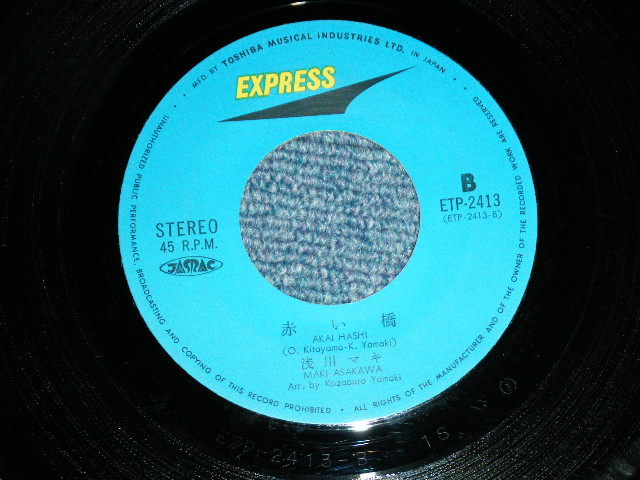 MFD. BY TOSHIBA MUSICAL INDUSTRIES LTD. IN JAPAN.
EXPRESS
B
ETP-2413
(ETP-2413-B)
STEREO
45 R.P.M.
JASRAC
赤い橋
AKAI HASHI
(O. Kitayama-K. Yamaki)
浅川マキ
MAKI ASAKAWA
Arr. by Kozaburo Yamaki
ALL RIGHTS OF THE MANUFACTURER AND OF THE OWNER OF THE RECORDED WORK ARE RESERVED
UNAUTHORIZED PUBLIC PERFORMANCE, BROADCASTING AND COPYING OF THIS RECORD PROHIBITED
ETP-2413-B 1S